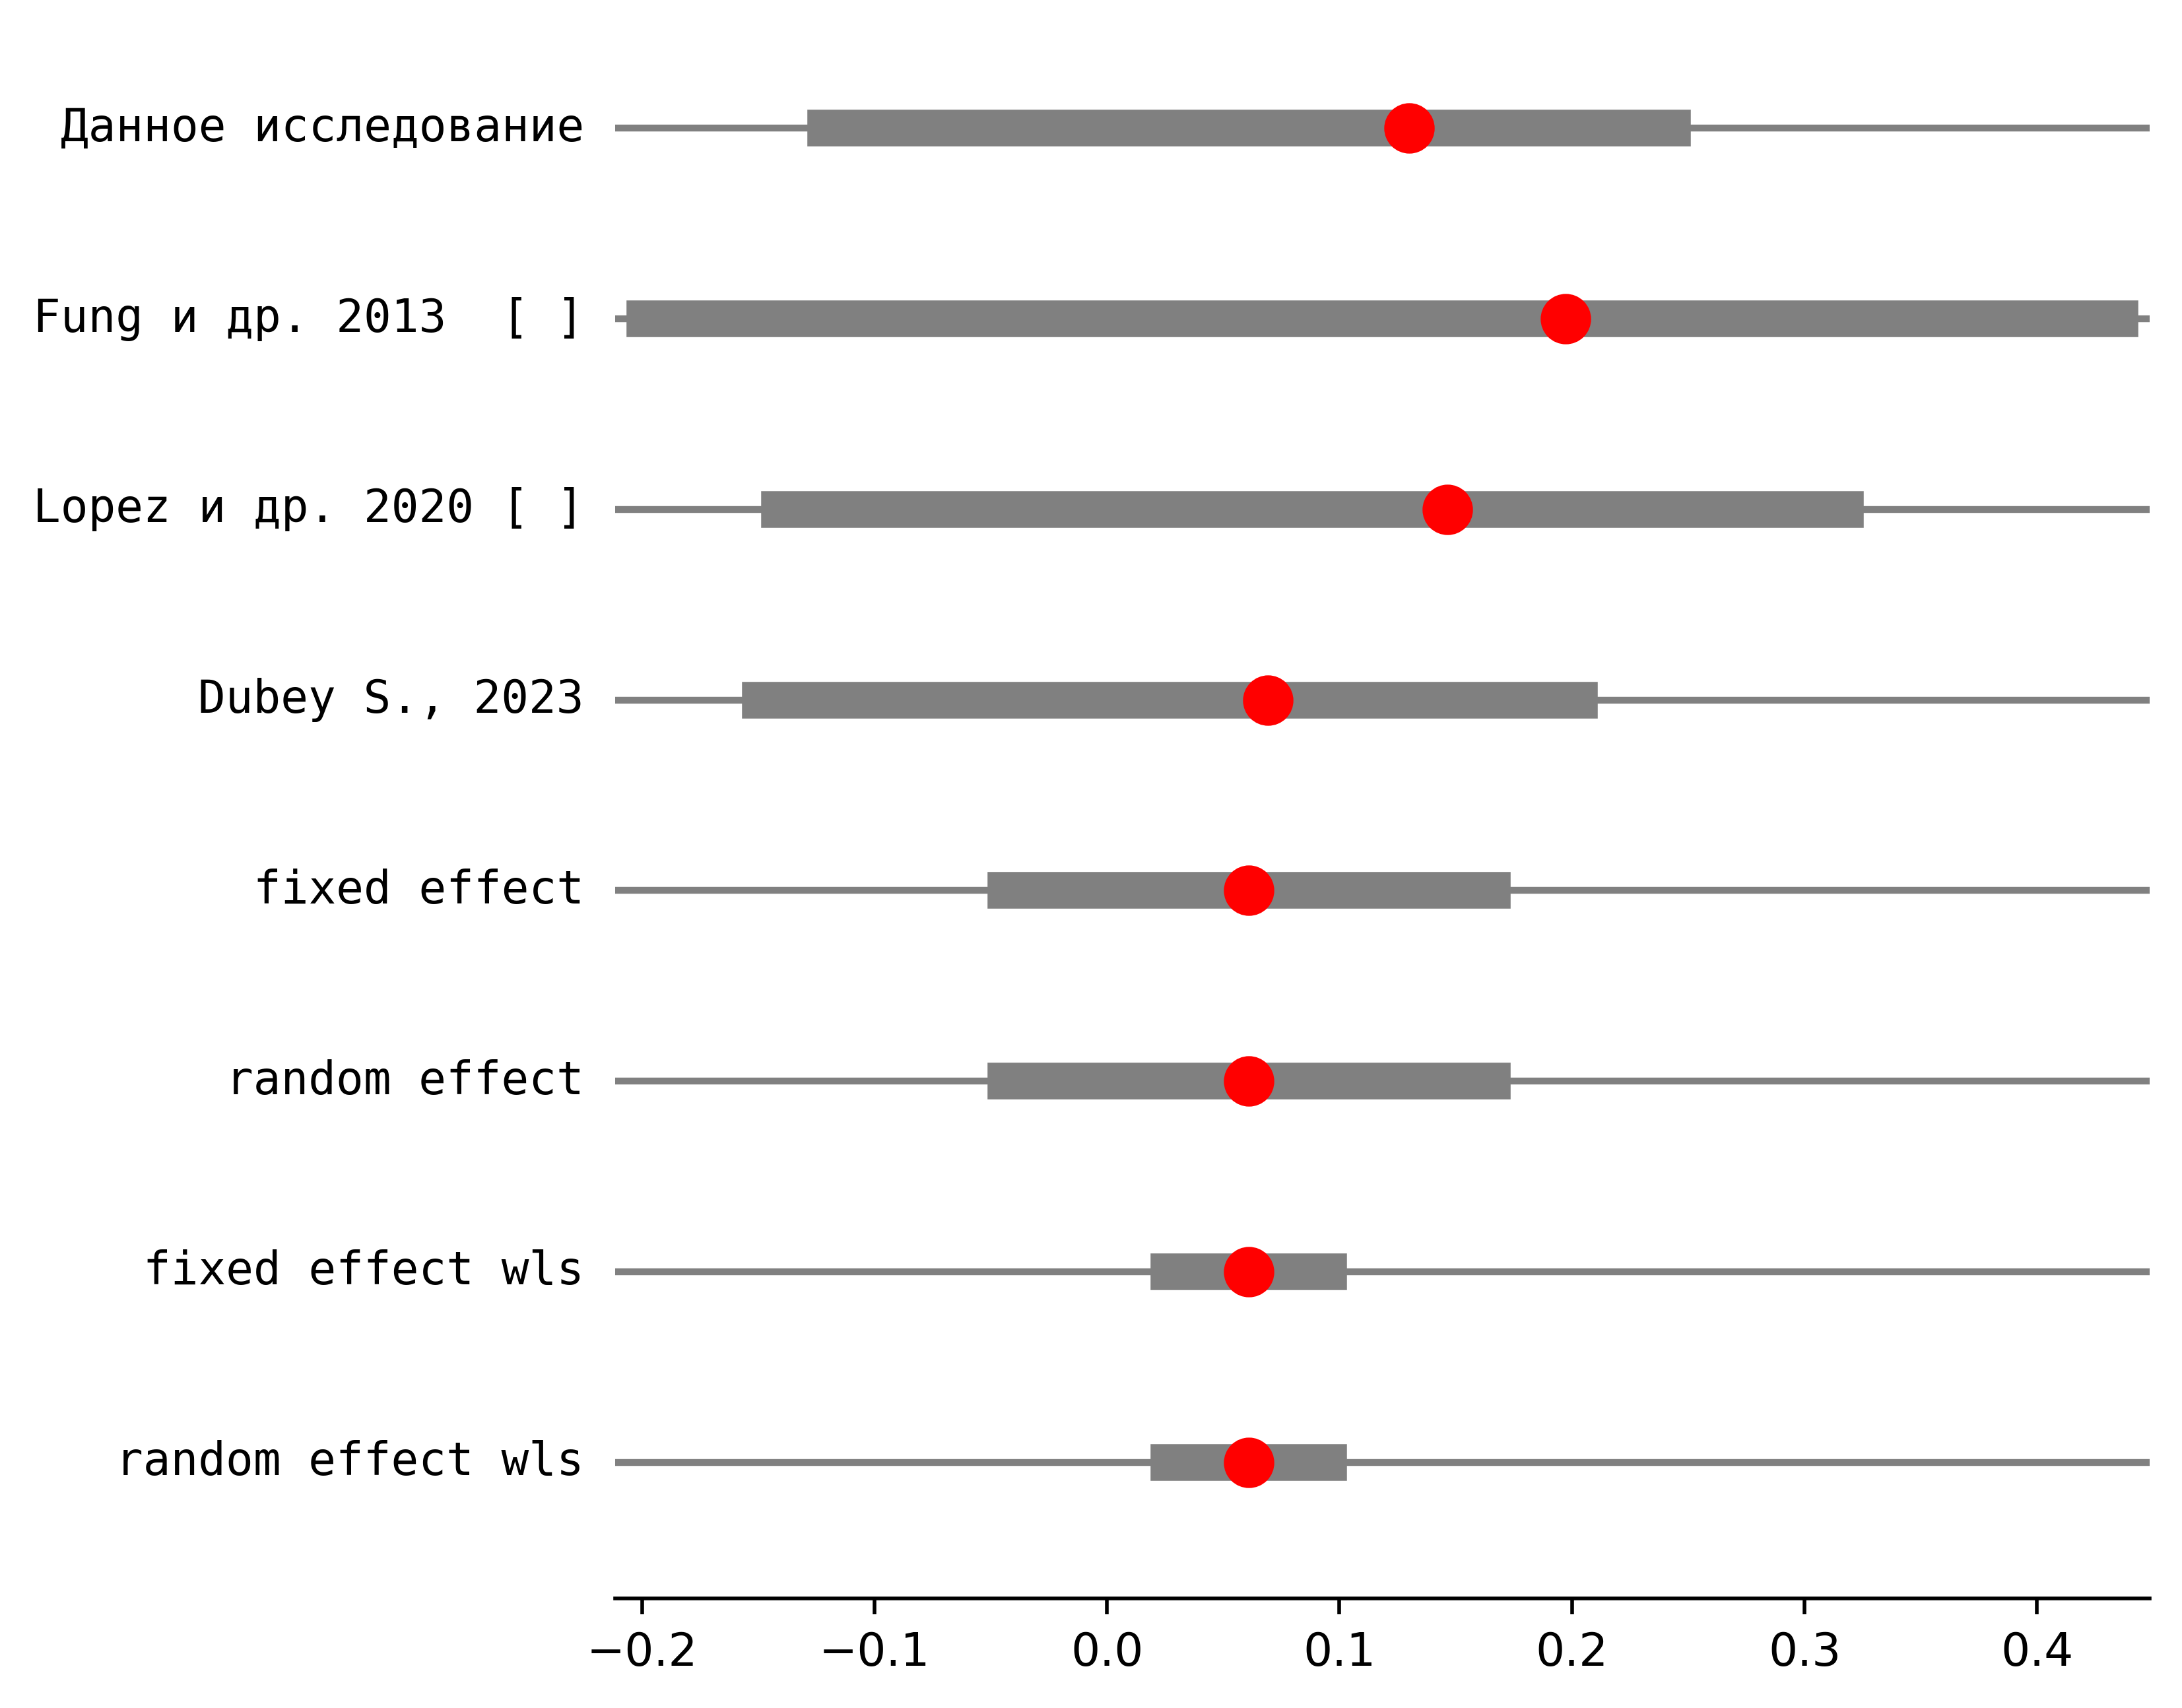 Данное исследование
Fung и др. 2013  [ ]
Lopez и др. 2020 [ ]
Dubey S., 2023
fixed effect
random effect
fixed effect wls
random effect wls
−0.2 −0.1 0.0 0.1 0.2 0.3 0.4